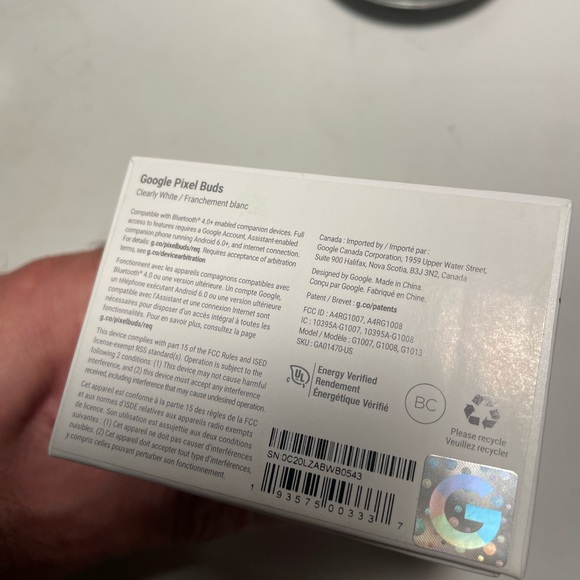 Google Pixel Buds
Clearly White / Franchement blanc
Compatible with Bluetooth® 4.0+ enabled companion devices. Full
access to features requires a Google Account, Assistant-enabled
companion phone running Android 6.0+, and internet connection.
For details: g.co/pixelbuds/req. Requires acceptance of arbitration
terms, see g.co/devicearbitration
Fonctionnent avec les appareils compagnons compatibles avec
Bluetooth® 4.0 ou une version ultérieure. Un compte Google,
un téléphone exécutant Android 6.0 ou une version ultérieure
compatible avec l'Assistant et une connexion Internet sont
nécessaires pour disposer d'un accès intégral à toutes les
fonctionnalités. Pour en savoir plus, consultez la page
g.co/pixelbuds/req
This device complies with part 15 of the FCC Rules and ISED
license-exempt RSS standard(s). Operation is subject to the
following 2 conditions: (1) This device may not cause harmful
interference, and (2) this device must accept any interference
received, including interference that may cause undesired operation.
Cet appareil est conforme à la partie 15 des règles de la FCC
et aux normes d'ISDE relatives aux appareils radio exempts
de licence. Son utilisation est assujettie aux deux conditions
suivantes : (1) Cet appareil ne doit pas causer d'interférences
nuisibles. (2) Cet appareil doit accepter tout type d'interférences,
y compris celles pouvant perturber son fonctionnement.
Canada : Imported by / Importé par :
Google Canada Corporation, 1959 Upper Water Street,
Suite 900 Halifax, Nova Scotia, B3J 3N2, Canada
Designed by Google. Made in China.
Conçu par Google. Fabriqué en Chine.
Patent / Brevet : g.co/patents
FCC ID : A4RG1007, A4RG1008
IC : 10395A-G1007, 10395A-G1008
Model / Modèle : G1007, G1008, G1013
SKU: GA01470-US
c UL ® us
Energy Verified
Rendement
Énergétique Vérifié
BC
Please recycle
Veuillez recycler
SN 0C20LZABWB0543
1 93575 00333 7
G